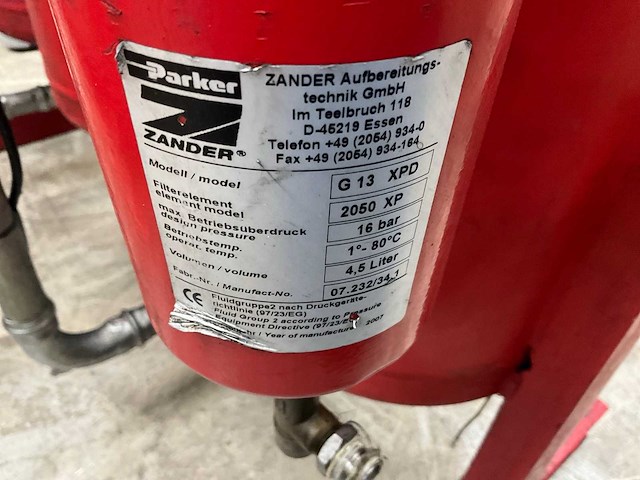 Parker
ZANDER®
ZANDER Aufbereitungs-
technik GmbH
Im Teelbruch 118
D-45219 Essen
Telefon +49 (2054) 934-0
Fax +49 (2054) 934-164
Modell / model G 13 XPD
Filterelement
element model 2050 XP
max. Betriebsüberdruck
design pressure 16 bar
Betriebstemp.
operat. temp. 1°- 80°C
Volumen / volume 4,5 Liter
Fabr.-Nr. / Manufact-No. 07.232/34.1
CE
Fluidgruppe2 nach Druckgeräte-
richtlinie (97/23/EG)
Fluid Group 2 according to Pressure
Equipment Directive (97/23/EG)
/ Year of manufacture 2007